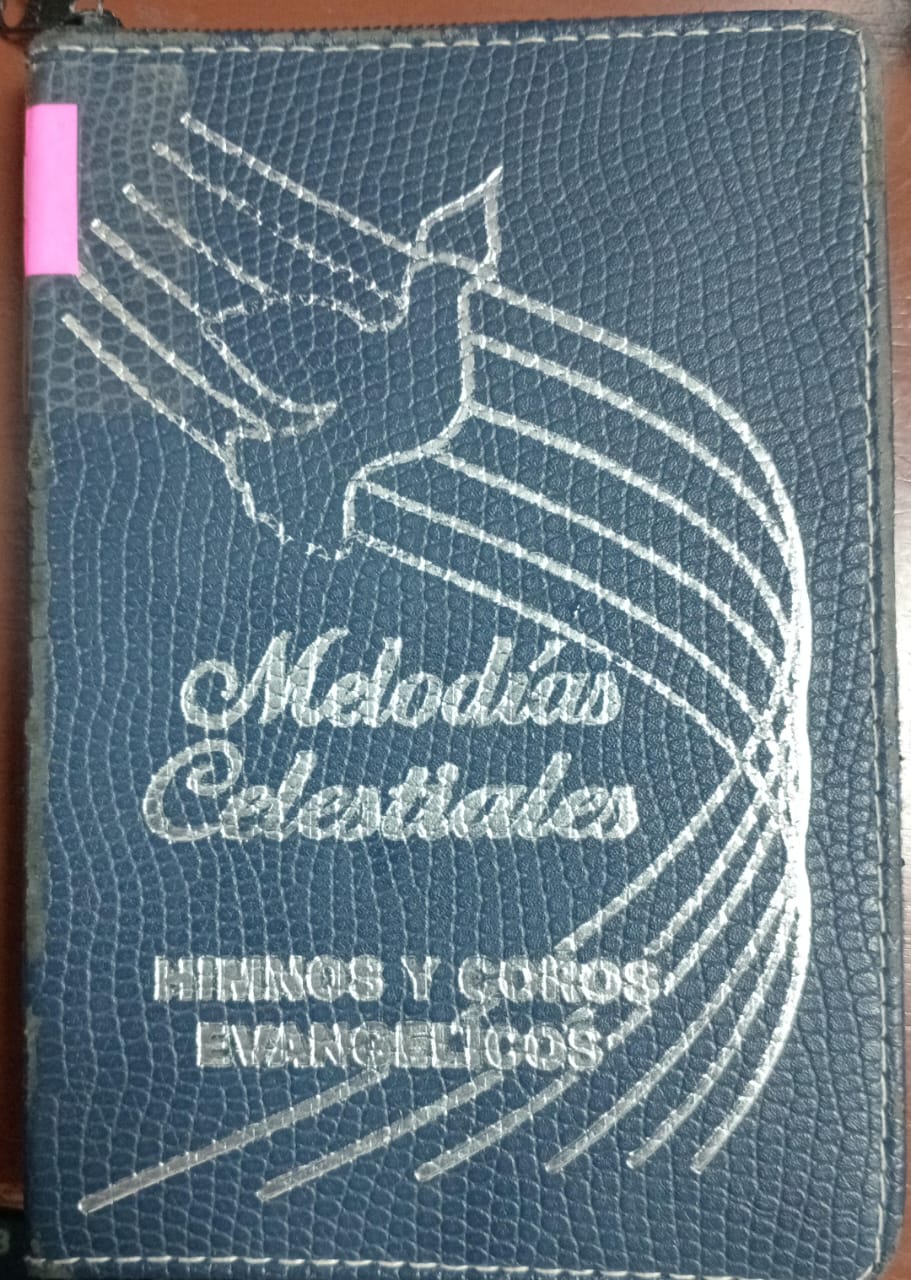 Melodías
Celestiales
HIMNOS Y COROS
EVANGELICOS